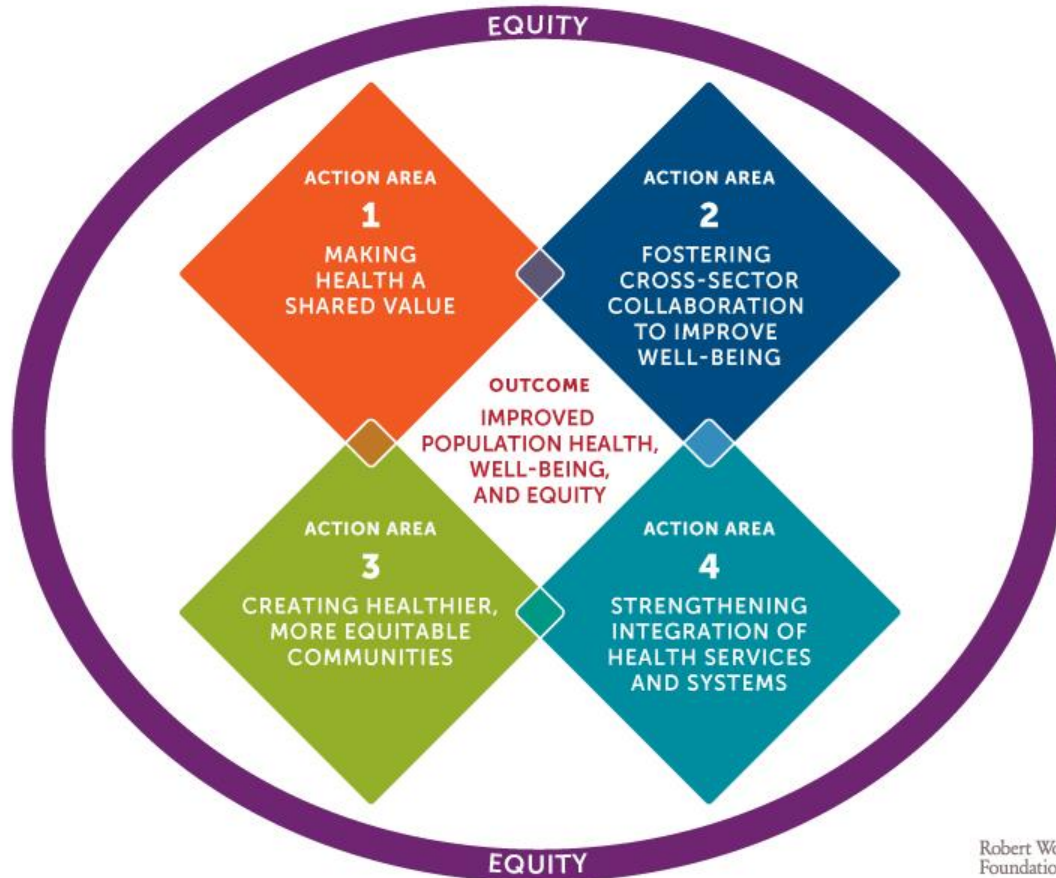 EQUITY
ACTION AREA
1
MAKING
HEALTH A
SHARED VALUE
ACTION AREA
2
FOSTERING
CROSS-SECTOR
COLLABORATION
TO IMPROVE
WELL-BEING
OUTCOME
IMPROVED
POPULATION HEALTH,
WELL-BEING,
AND EQUITY
ACTION AREA
3
CREATING HEALTHIER,
MORE EQUITABLE
COMMUNITIES
ACTION AREA
4
STRENGTHENING
INTEGRATION OF
HEALTH SERVICES
AND SYSTEMS
EQUITY
Robert